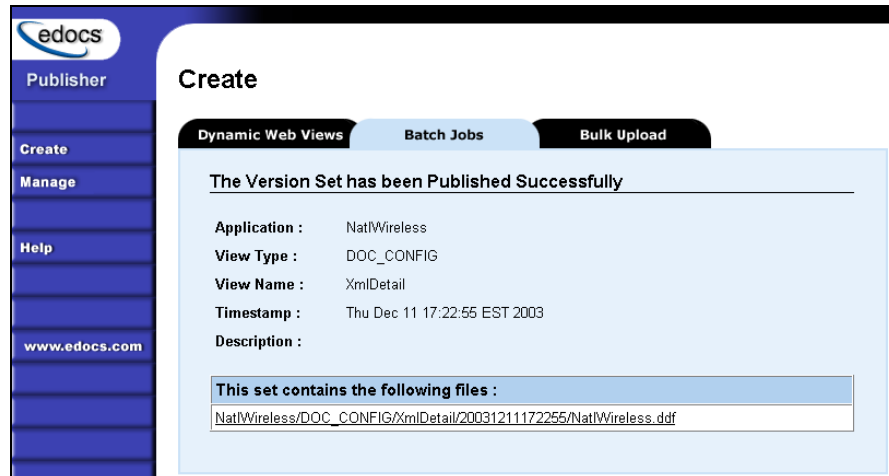 edocs
Publisher
Create
Manage
Help
www.edocs.com
Create
Dynamic Web Views Batch Jobs Bulk Upload
The Version Set has been Published Successfully
Application : NatlWireless
View Type : DOC_CONFIG
View Name : XmlDetail
Timestamp : Thu Dec 11 17:22:55 EST 2003
Description :
This set contains the following files :
NatlWireless/DOC_CONFIG/XmlDetail/20031211172255/NatlWireless.ddf